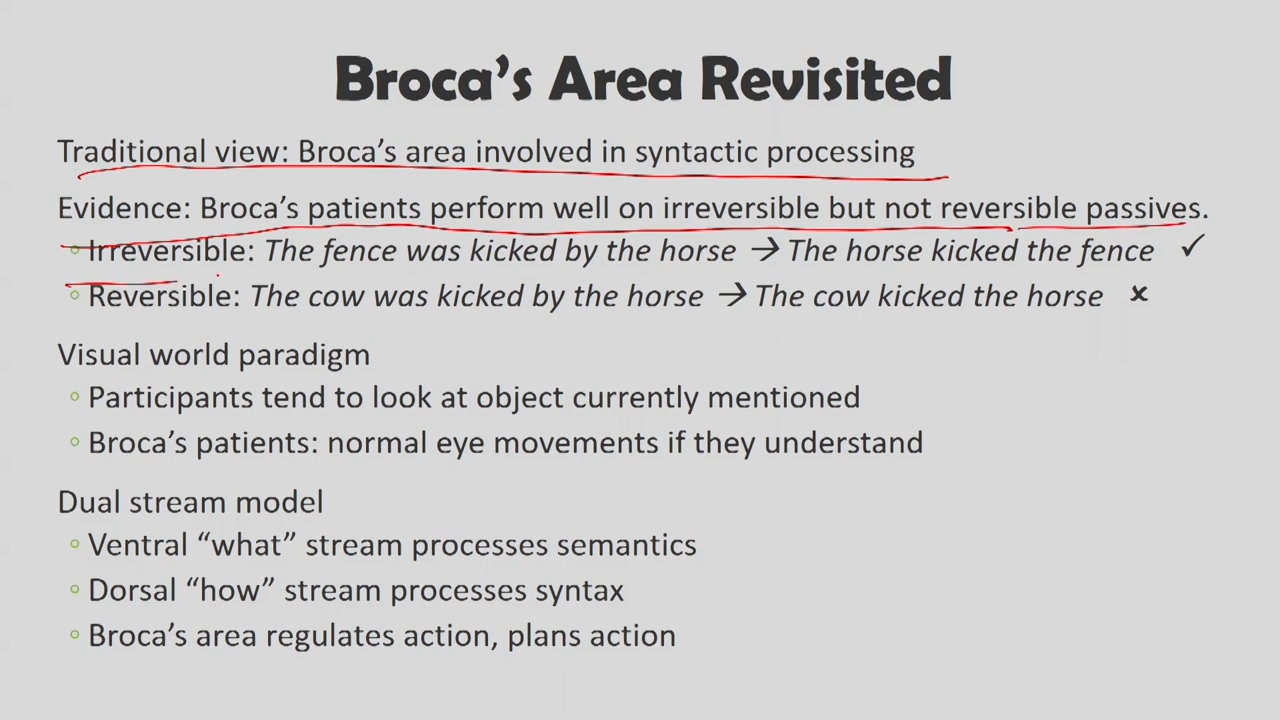 Broca's Area Revisited
Traditional view: Broca's area involved in syntactic processing
Evidence: Broca's patients perform well on irreversible but not reversible passives.
◦ Irreversible: The fence was kicked by the horse → The horse kicked the fence ✓
◦ Reversible: The cow was kicked by the horse → The cow kicked the horse ×
Visual world paradigm
◦ Participants tend to look at object currently mentioned
◦ Broca's patients: normal eye movements if they understand
Dual stream model
◦ Ventral “what” stream processes semantics
◦ Dorsal “how” stream processes syntax
◦ Broca's area regulates action, plans action